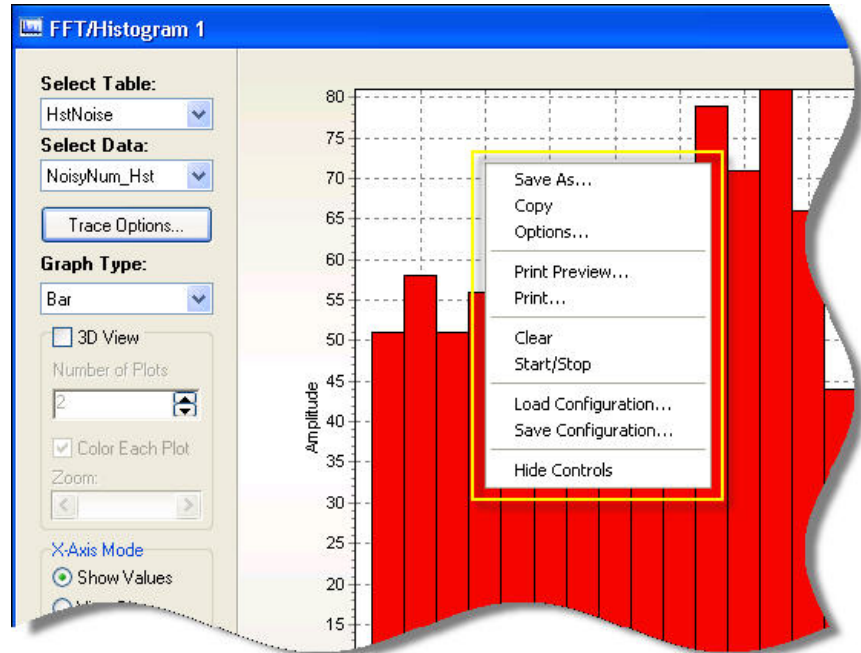 FFT/Histogram 1
Select Table:
HstNoise
Select Data:
NoisyNum_Hst
Trace Options...
Graph Type:
Bar
3D View
Number of Plots
2
Color Each Plot
Zoom:
X-Axis Mode
Show Values
80
75
70
65
60
55
50
45
40
35
30
25
20
15
Amplitude
Save As...
Copy
Options...
Print Preview...
Print...
Clear
Start/Stop
Load Configuration...
Save Configuration...
Hide Controls